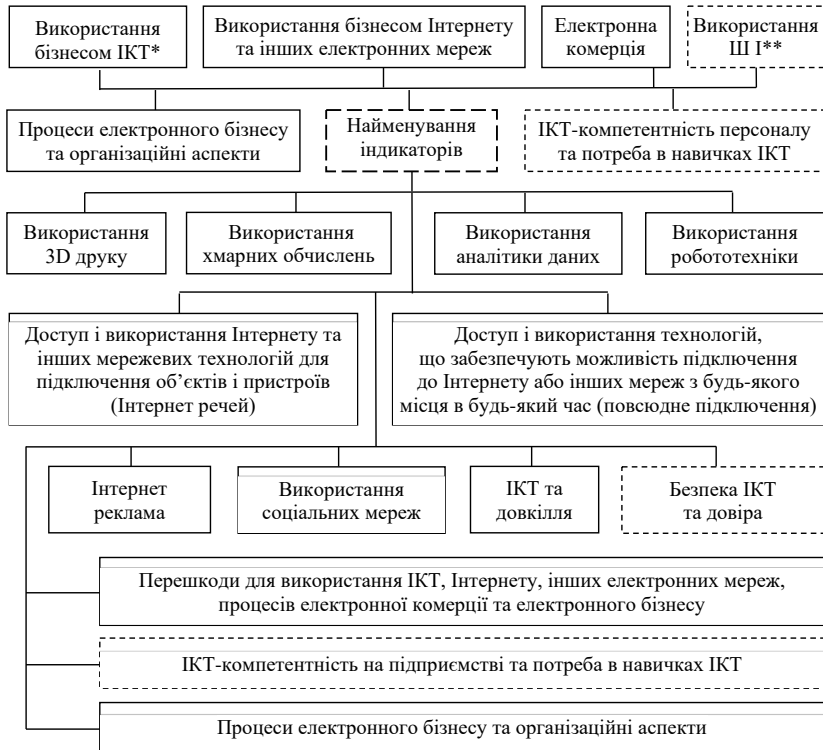 Використання
бізнесом ІКТ*
Використання бізнесом Інтернету
та інших електронних мереж
Електронна
комерція
Використання
Ш І**
Процеси електронного бізнесу
та організаційні аспекти
Найменування
індикаторів
ІКТ-компетентність персоналу
та потреба в навичках ІКТ
Використання
3D друку
Використання
хмарних обчислень
Використання
аналітики даних
Використання
робототехніки
Доступ і використання Інтернету та
інших мережевих технологій для
підключення об’єктів і пристроїв
(Інтернет речей)
Доступ і використання технологій,
що забезпечують можливість підключення
до Інтернету або інших мереж з будь-якого
місця в будь-який час (повсюдне підключення)
Інтернет
реклама
Використання
соціальних мереж
ІКТ та
довкілля
Безпека ІКТ
та довіра
Перешкоди для використання ІКТ, Інтернету, інших електронних мереж,
процесів електронної комерції та електронного бізнесу
ІКТ-компетентність на підприємстві та потреба в навичках ІКТ
Процеси електронного бізнесу та організаційні аспекти